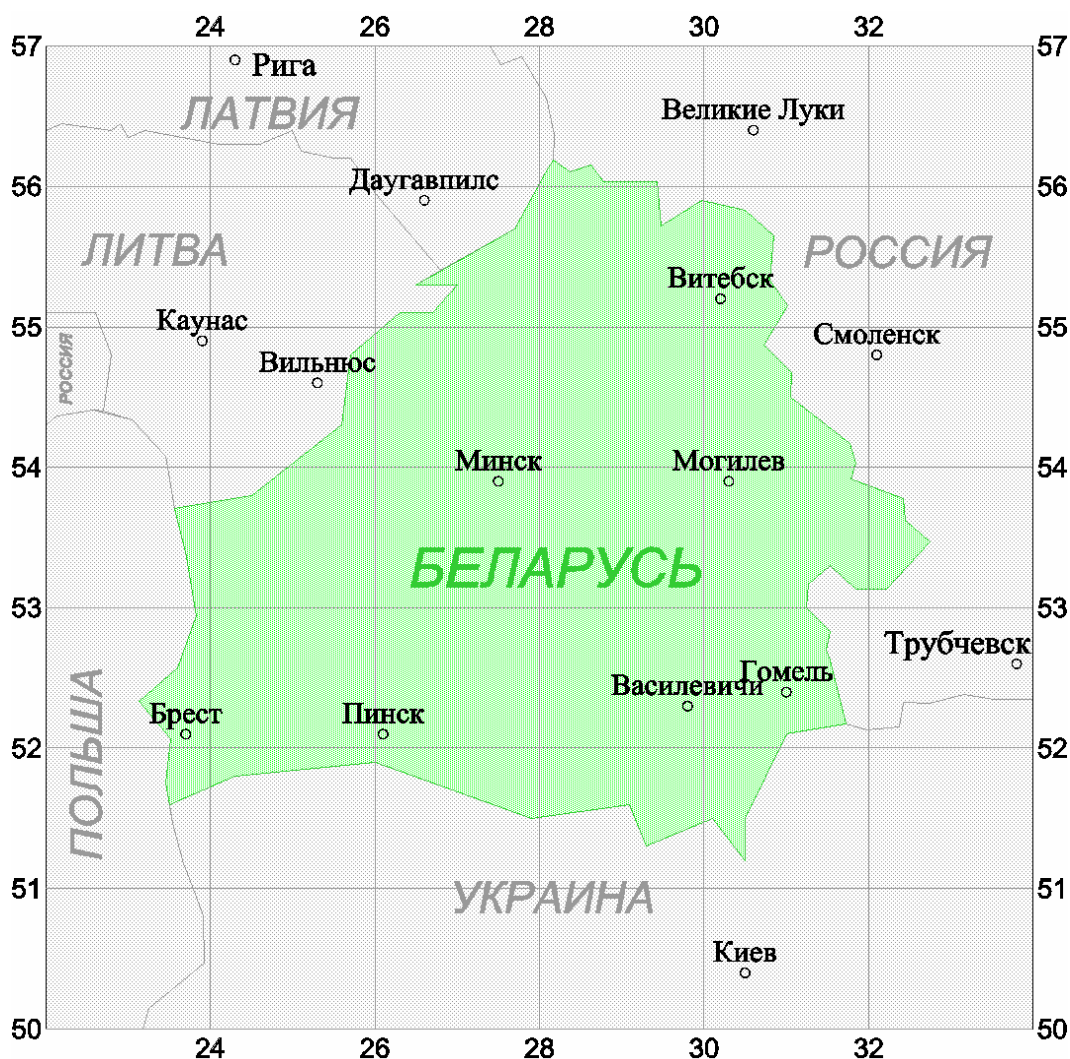 24 26 28 30 32
57 57
Рига
ЛАТВИЯ
Великие Луки
56 56
Даугавпилс
ЛИТВА
РОССИЯ
Витебск
55 55
Каунас
Смоленск
РОССИЯ
Вильнюс
54 54
Минск
Могилев
БЕЛАРУСЬ
53 53
Трубчевск
Гомель
Василевичи
Брест
Пинск
52 52
ПОЛЬША
51 51
УКРАИНА
Киев
50 50
24 26 28 30 32